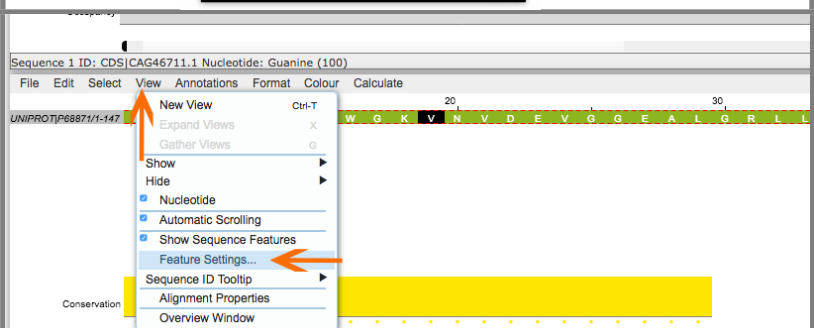 Occupancy
Sequence 1 ID: CDS|CAG46711.1 Nucleotide: Guanine (100)
File Edit Select View Annotations Format Colour Calculate
20 30
UNIPROT|P68871/1-147 W G K V N V D E V G G E A L G R L L
New View Ctrl-T
Expand Views X
Gather Views G
Show
Hide
Nucleotide
Automatic Scrolling
Show Sequence Features
Feature Settings...
Sequence ID Tooltip
Alignment Properties
Conservation
Overview Window